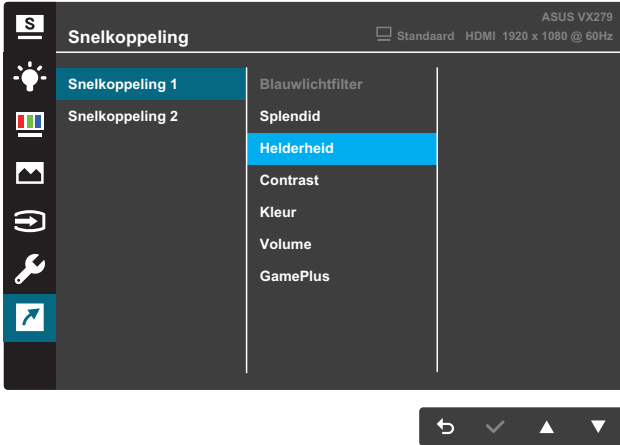 S
ASUS VX279
Snelkoppeling
Standaard HDMI 1920 x 1080 @ 60Hz
Snelkoppeling 1
Snelkoppeling 2
Blauwlichtfilter
Splendid
Helderheid
Contrast
Kleur
Volume
GamePlus